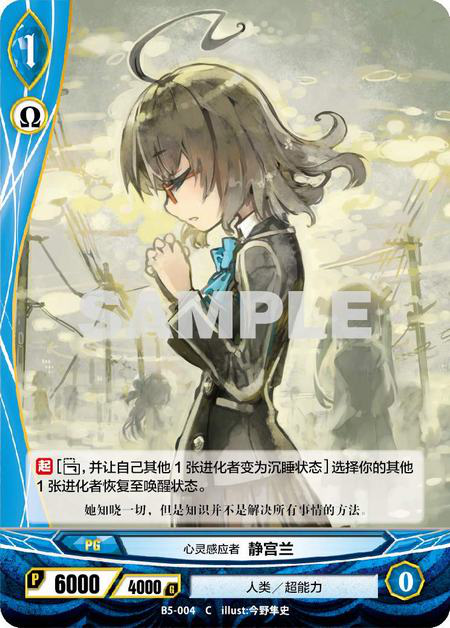 1
Ω
SAMPLE
起 [ ,并让自己其他 1 张进化者变为沉睡状态]选择你的其他
1 张进化者恢复至唤醒状态。
她知晓一切，但是知识并不是解决所有事情的方法。
PG 心灵感应者 静宫兰
P 6000 / 4000 G 人类／超能力 0
B5-004 C illust:今野隼史